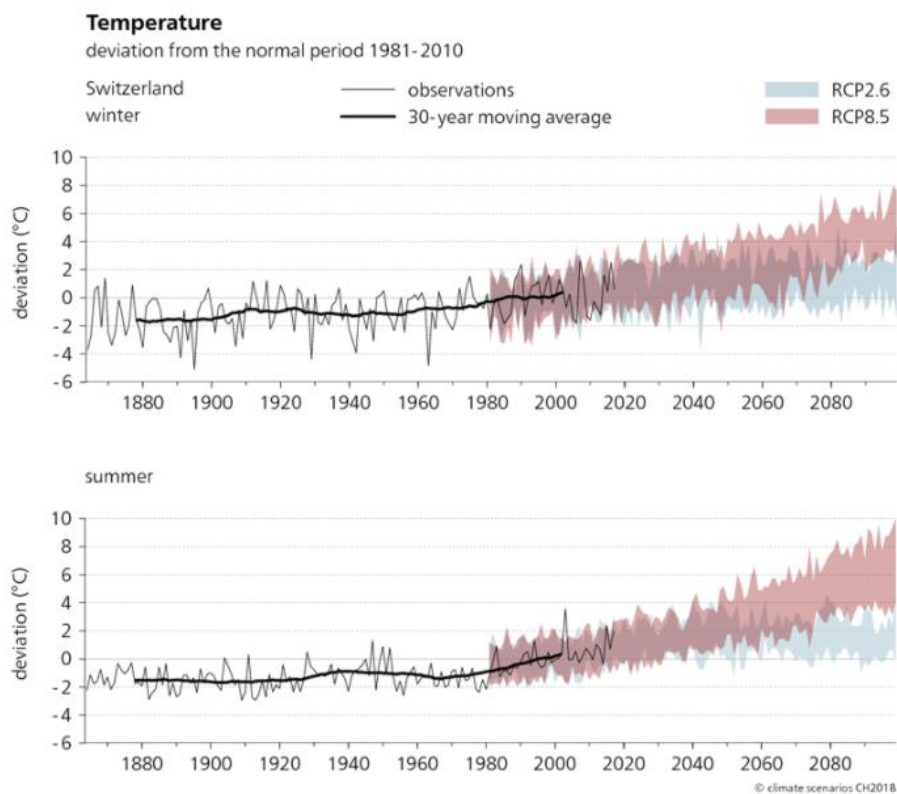 Temperature
deviation from the normal period 1981-2010
Switzerland
winter
observations
30-year moving average
RCP2.6
RCP8.5
deviation (°C)
10
8
6
4
2
0
-2
-4
-6
1880 1900 1920 1940 1960 1980 2000 2020 2040 2060 2080
summer
deviation (°C)
10
8
6
4
2
0
-2
-4
-6
1880 1900 1920 1940 1960 1980 2000 2020 2040 2060 2080
© climate scenarios CH2018